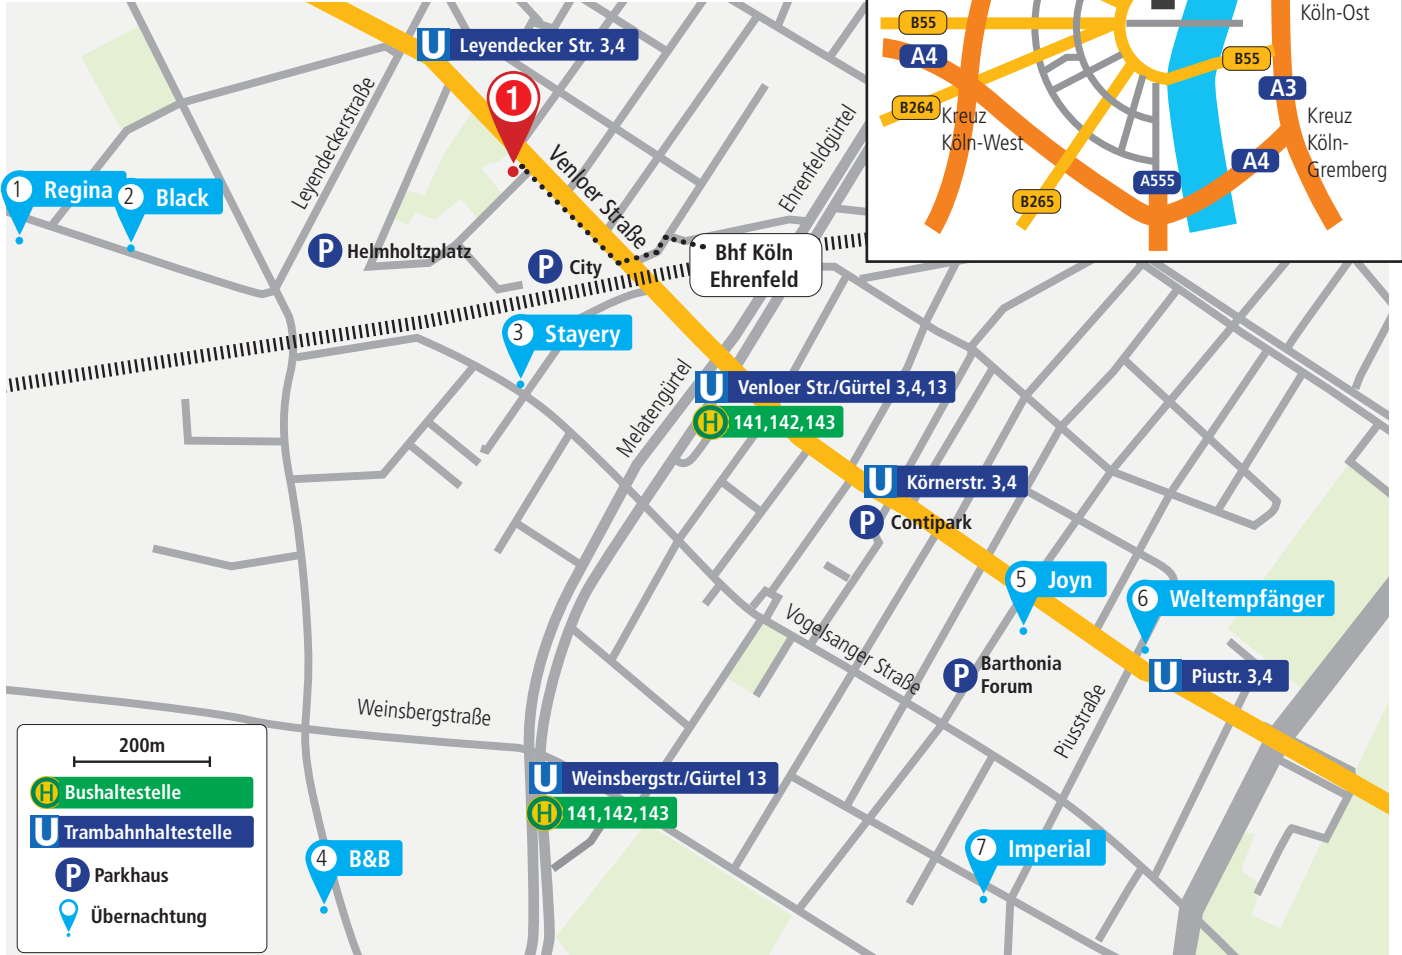 U Leyendecker Str. 3,4
1
Leyendeckerstraße
Venloer Straße
Ehrenfeldgürtel
1 Regina
2 Black
P Helmholtzplatz
P City
Bhf Köln
Ehrenfeld
3 Stayery
Melatengürtel
U Venloer Str./Gürtel 3,4,13
H 141,142,143
U Körnerstr. 3,4
P Contipark
5 Joyn
6 Weltempfänger
Vogelsanger Straße
P Barthonia
Forum
U Piustr. 3,4
Piusstraße
Weinsbergstraße
U Weinsbergstr./Gürtel 13
H 141,142,143
4 B&B
7 Imperial
200m
H Bushaltestelle
U Trambahnhaltestelle
P Parkhaus
Übernachtung
Köln-Ost
B55
A4
B55
A3
B264
Kreuz
Köln-West
Kreuz
Köln-
Gremberg
A4
A555
B265